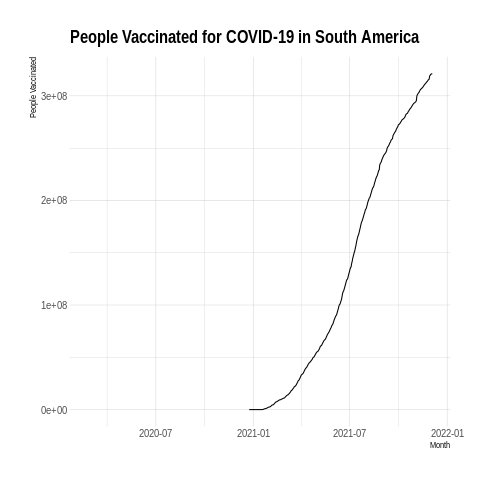 People Vaccinated for COVID-19 in South America
People Vaccinated
3e+08
2e+08
1e+08
0e+00
2020-07 2021-01 2021-07 2022-01
Month